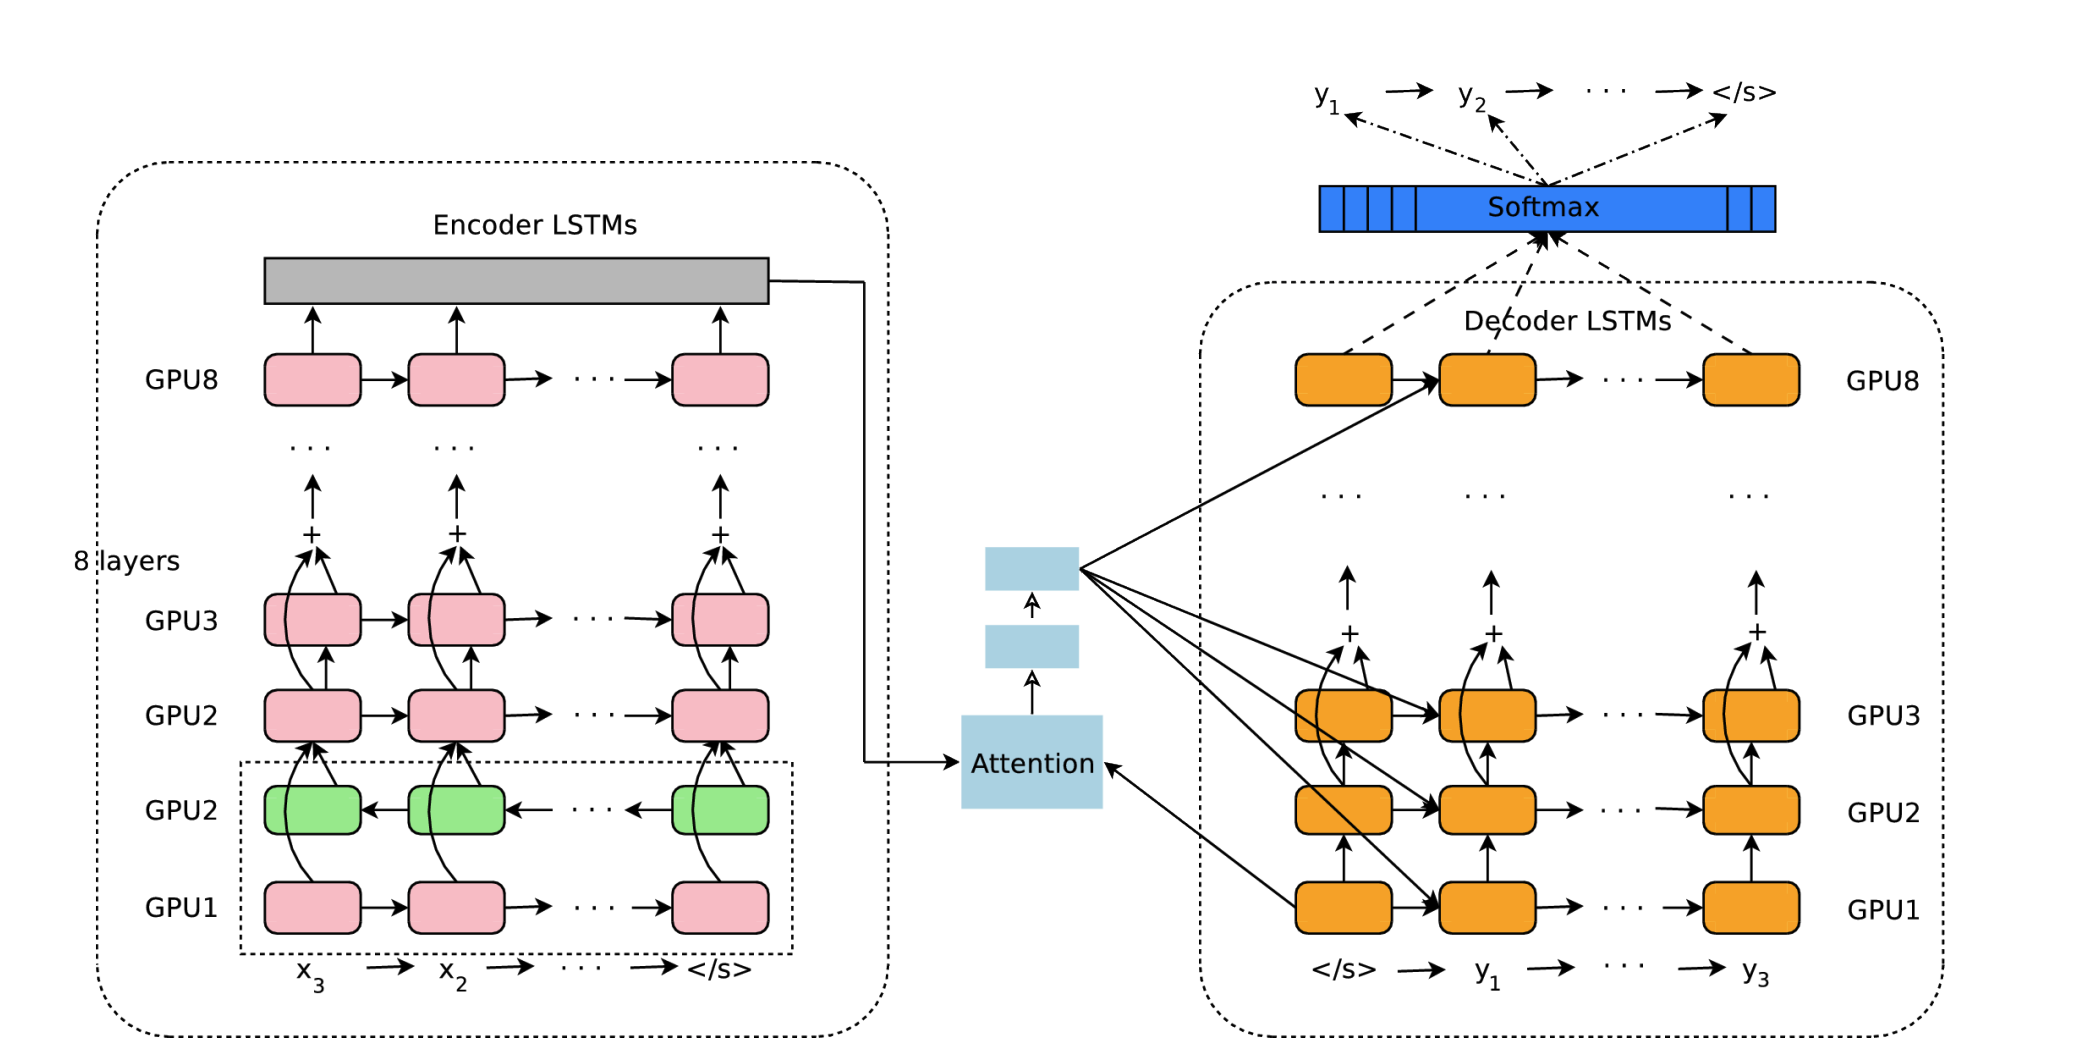 y1 y2 · · · </s>
Softmax
Encoder LSTMs
Decoder LSTMs
GPU8 · · · · · · GPU8
· · · · · · · · ·
· · · · · · · · ·
+ + +
8 layers
GPU3 · · ·
+ + +
GPU2 · · · · · · GPU3
Attention
GPU2 · · · · · · GPU2
GPU1 · · · · · · GPU1
x3 x2 · · · </s>
</s> y1 · · · y3